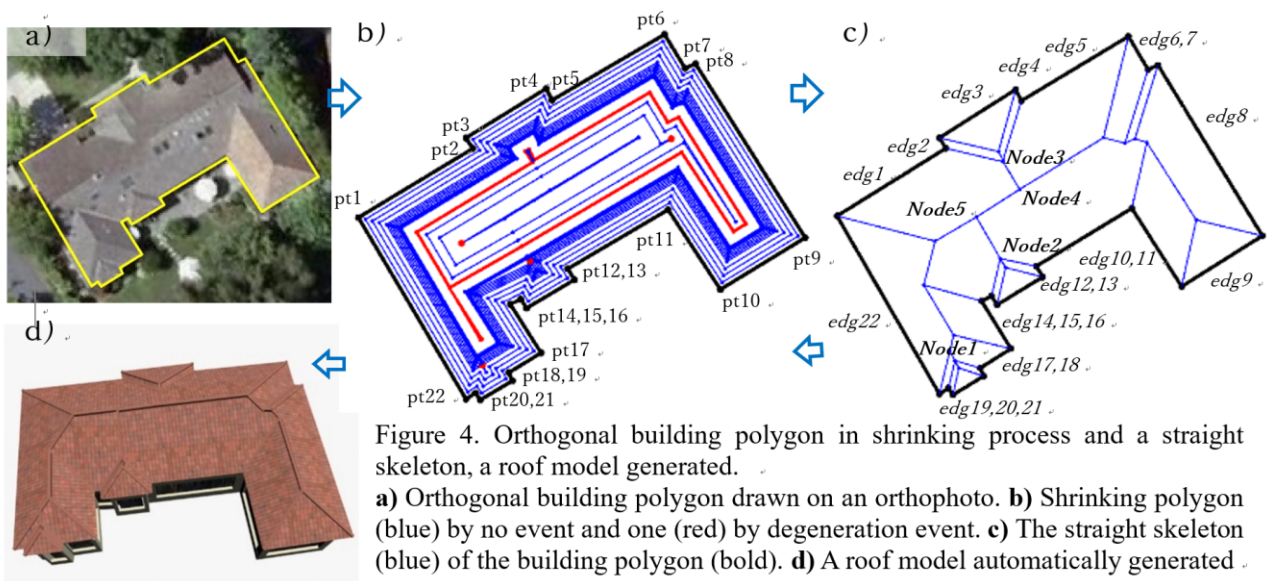 a)
b)
pt6
pt7
pt8
pt4
pt5
pt3
pt2
pt1
pt11
pt9
pt12,13
pt10
pt14,15,16
pt17
pt18,19
pt22
pt20,21
c)
edg6,7
edg5
edg4
edg3
edg8
edg2
Node3
edg1
Node4
Node5
Node2
edg10,11
edg12,13
edg9
edg22
edg14,15,16
Node1
edg17,18
edg19,20,21
d)
Figure 4. Orthogonal building polygon in shrinking process and a straight
skeleton, a roof model generated.
a) Orthogonal building polygon drawn on an orthophoto. b) Shrinking polygon
(blue) by no event and one (red) by degeneration event. c) The straight skeleton
(blue) of the building polygon (bold). d) A roof model automatically generated